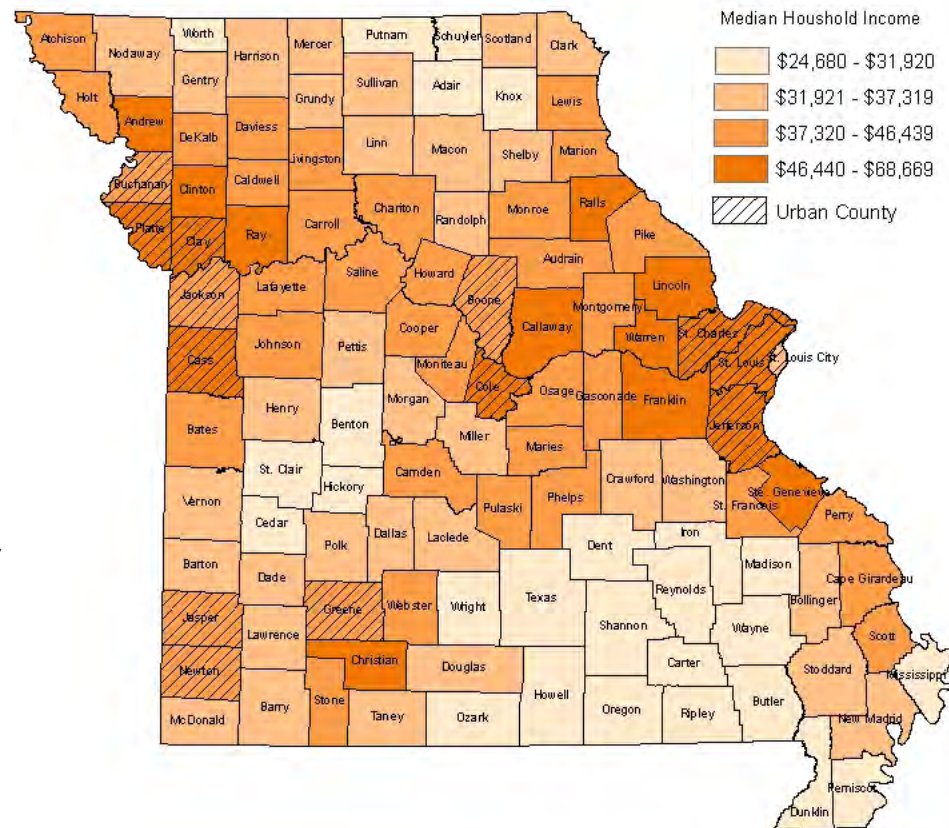 Median Houshold Income
$24,680 - $31,920
$31,921 - $37,319
$37,320 - $46,439
$46,440 - $68,669
Urban County
Atchison
Nodaway
Worth
Harrison
Mercer
Putnam
Schuyler
Scotland
Clark
Gentry
Sullivan
Adair
Knox
Lewis
Holt
Andrew
DeKalb
Daviess
Grundy
Livingston
Linn
Macon
Shelby
Marion
Buchanan
Clinton
Caldwell
Chariton
Randolph
Monroe
Ralls
Platte
Clay
Ray
Carroll
Pike
Audrain
Jackson
Lafayette
Saline
Howard
Boone
Lincoln
Callaway
Montgomery
Cooper
Warren
St. Charles
Cass
Johnson
Pettis
Moniteau
St. Louis
St. Louis City
Cole
Osage
Gasconade
Franklin
Morgan
Henry
Benton
Jefferson
Bates
Miller
Maries
St. Clair
Camden
Hickory
Pulaski
Phelps
Crawford
Washington
Ste. Genevieve
St. Francois
Perry
Vernon
Cedar
Polk
Dallas
Laclede
Dent
Iron
Madison
Barton
Dade
Cape Girardeau
Bollinger
Reynolds
Texas
Wright
Webster
Greene
Jasper
Lawrence
Shannon
Wayne
Christian
Douglas
Carter
Scott
Newton
Stoddard
Mississippi
Howell
Butler
Stone
McDonald
Barry
Taney
Ozark
Oregon
Ripley
New Madrid
Pemiscot
Dunklin